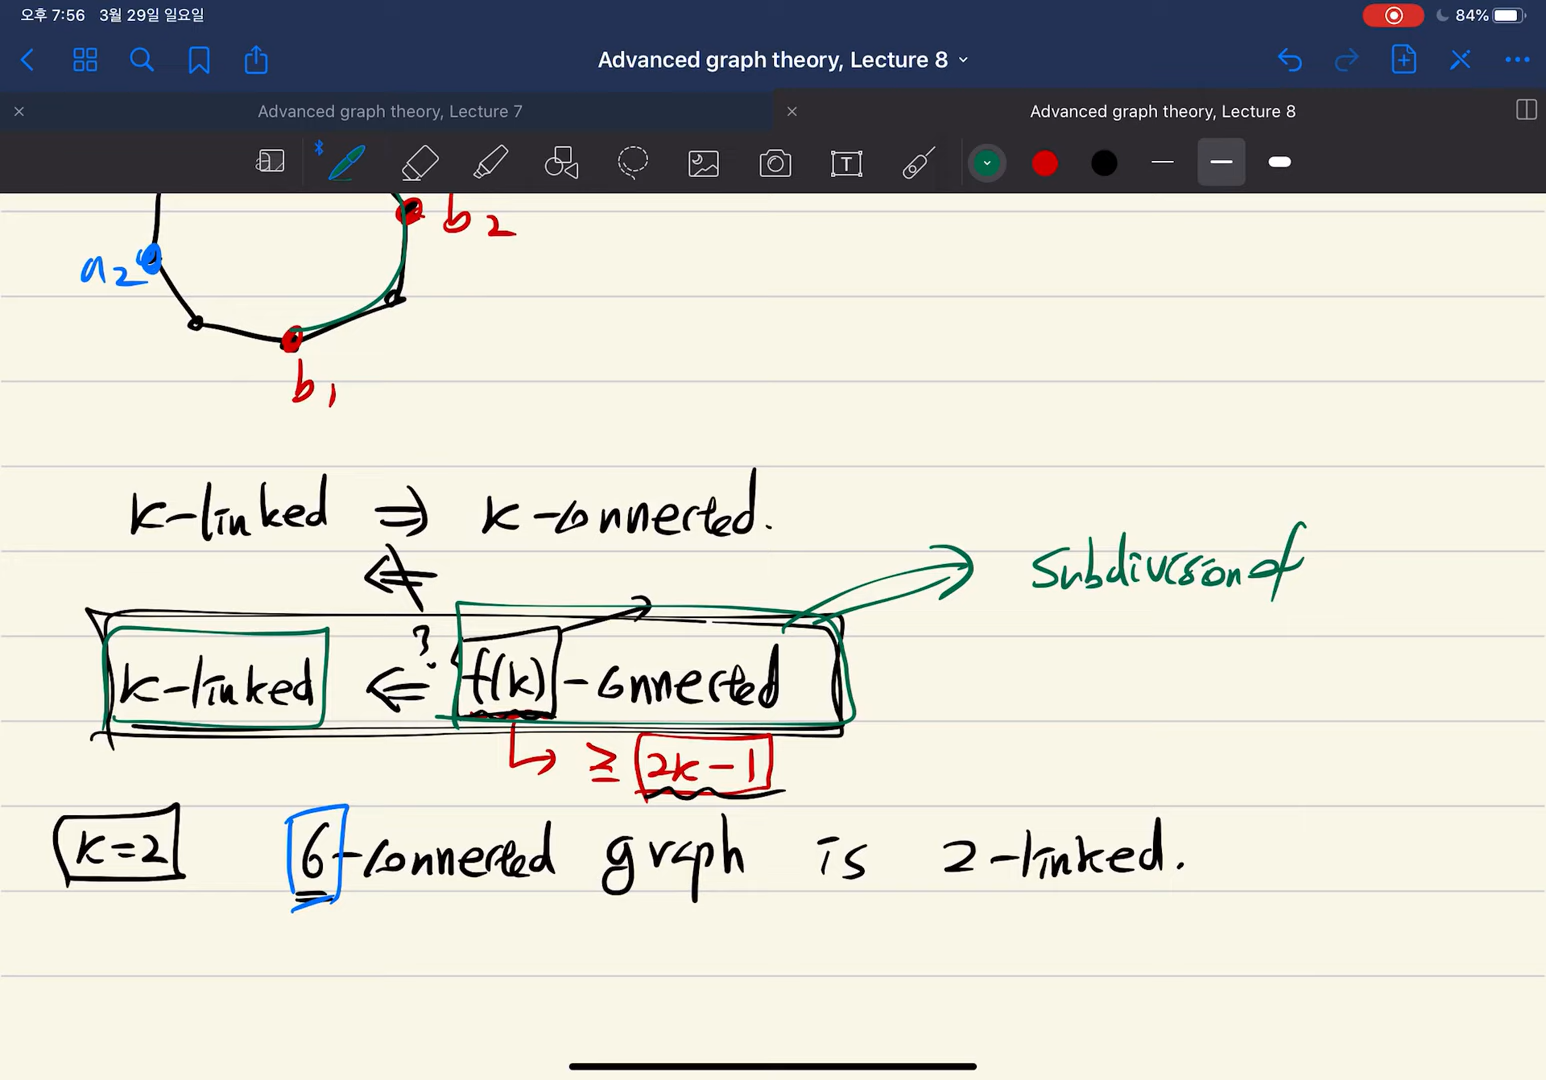 오후 7:56 3월 29일 일요일
84%
Advanced graph theory, Lecture 8
Advanced graph theory, Lecture 7
Advanced graph theory, Lecture 8
b2
a2
b1
k-linked ⇒ k-connected.
⇍
Subdivision of
k-linked ⇐? f(k)-connected
↳ ≥ 2k-1
k=2 6-connected graph is 2-linked.